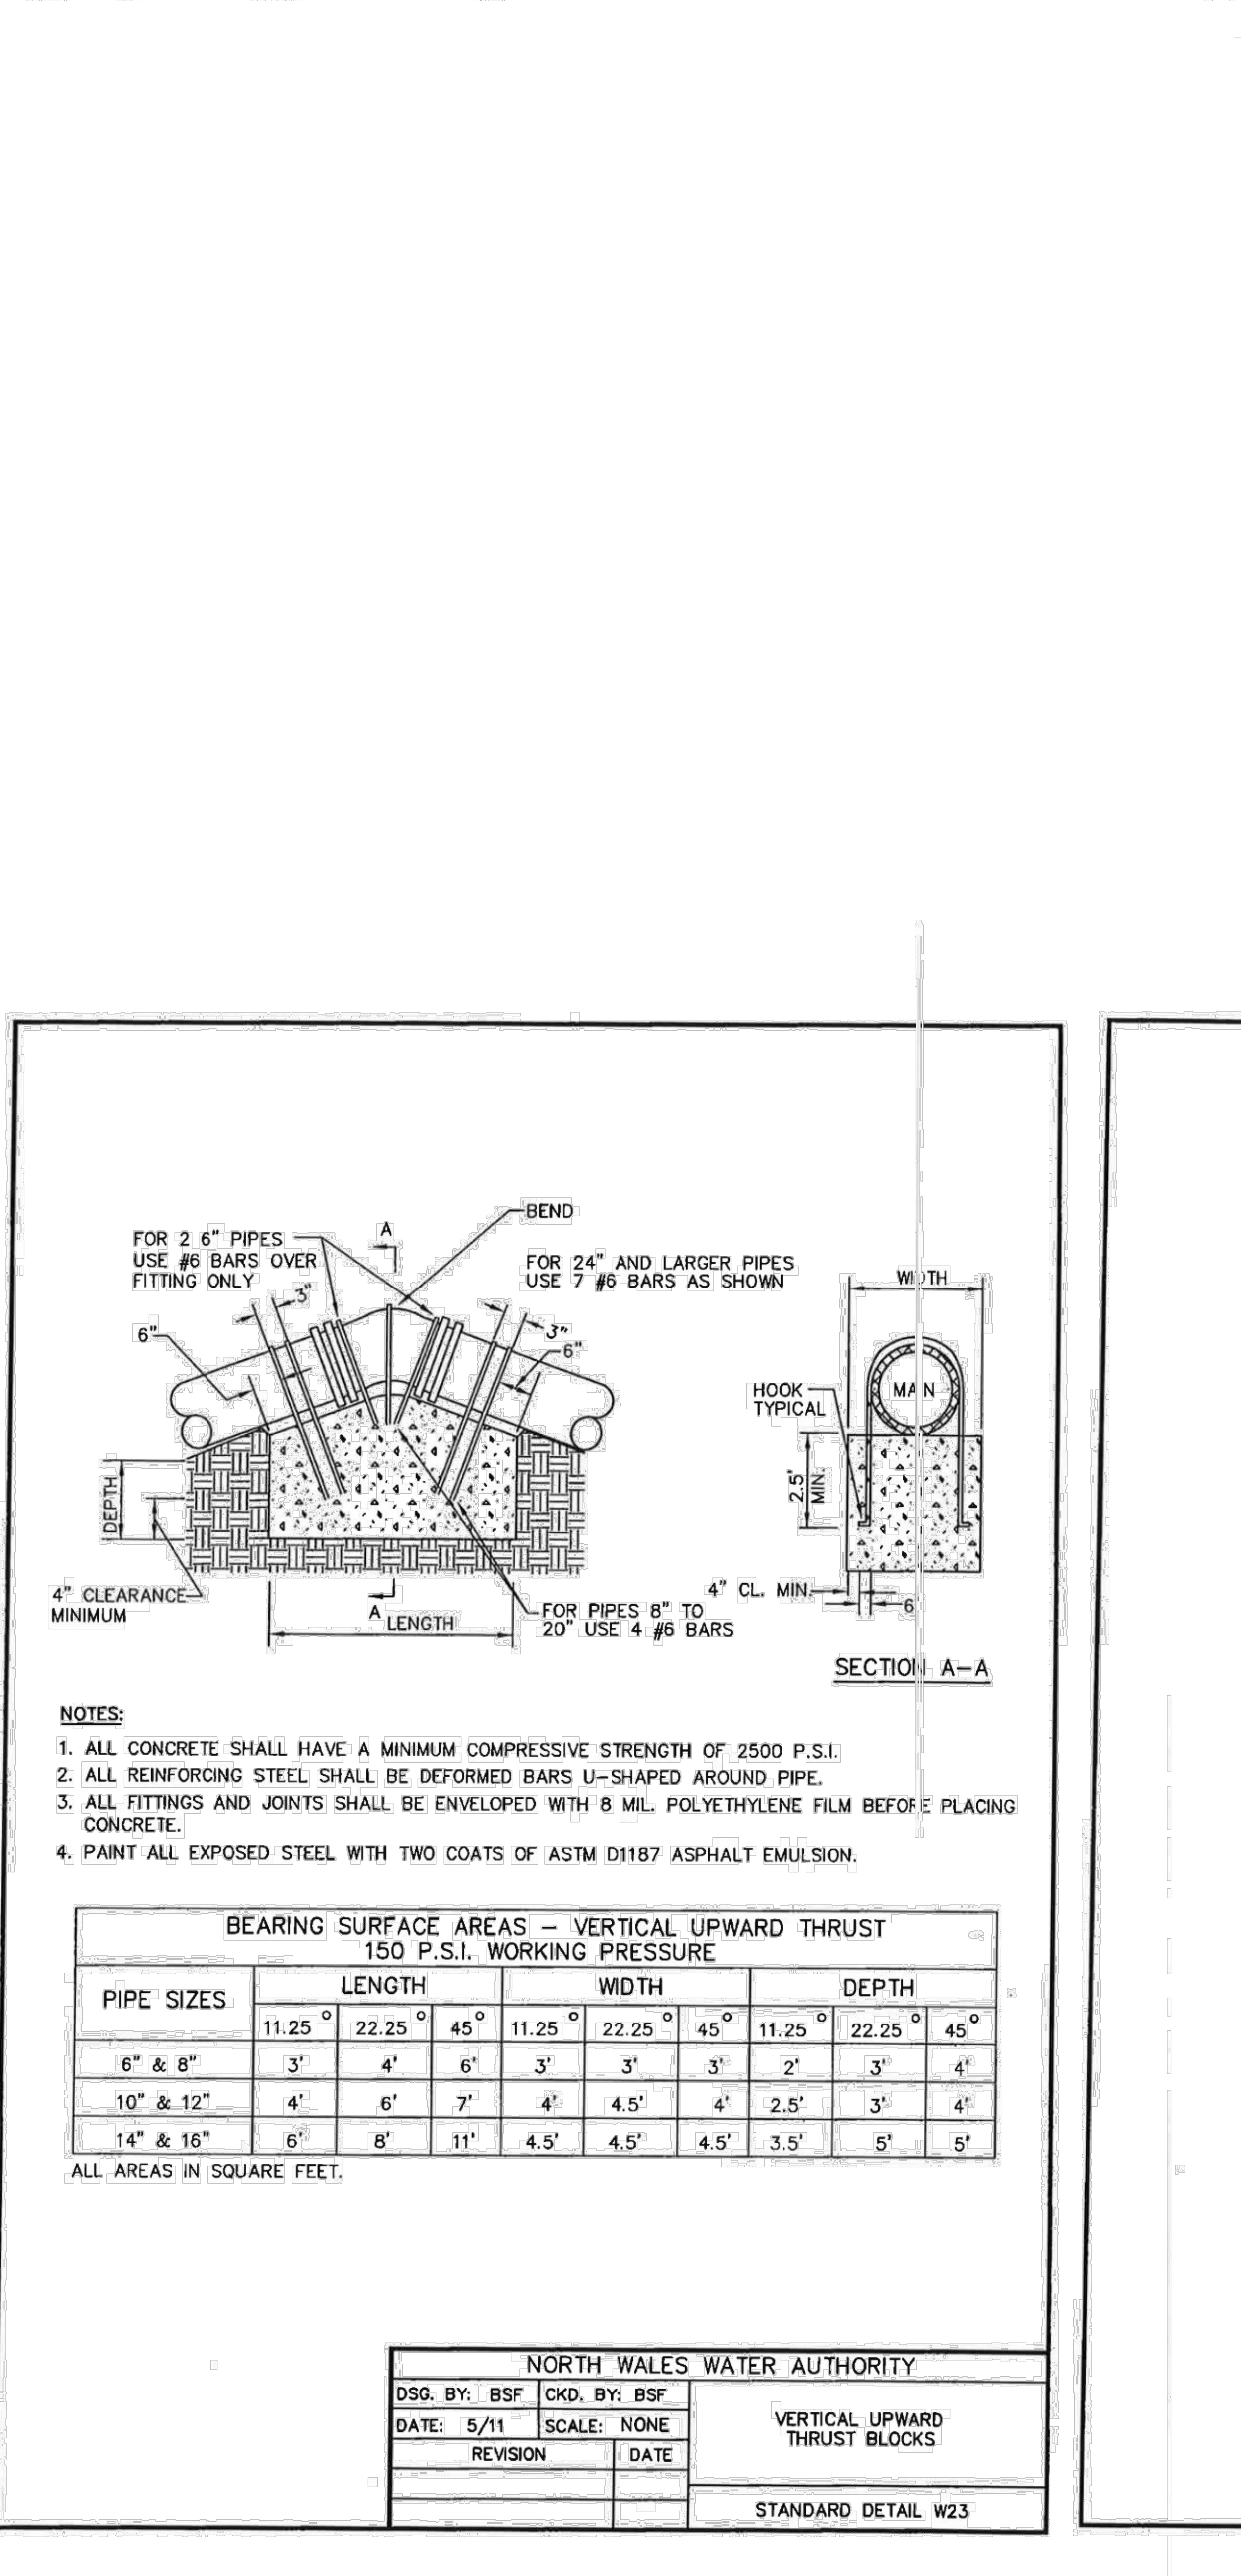 BEND
A
FOR 2 6" PIPES
USE #6 BARS OVER
FITTING ONLY
FOR 24" AND LARGER PIPES
USE 7 #6 BARS AS SHOWN
WIDTH
3"
6"
3"
6"
HOOK
TYPICAL
MAIN
DEPTH
2.5'
MIN.
4" CLEARANCE
MINIMUM
A
LENGTH
FOR PIPES 8" TO
20" USE 4 #6 BARS
4" CL. MIN.
6
SECTION A-A
NOTES:
1. ALL CONCRETE SHALL HAVE A MINIMUM COMPRESSIVE STRENGTH OF 2500 P.S.I.
2. ALL REINFORCING STEEL SHALL BE DEFORMED BARS U-SHAPED AROUND PIPE.
3. ALL FITTINGS AND JOINTS SHALL BE ENVELOPED WITH 8 MIL. POLYETHYLENE FILM BEFORE PLACING
CONCRETE.
4. PAINT ALL EXPOSED STEEL WITH TWO COATS OF ASTM D1187 ASPHALT EMULSION.
BEARING SURFACE AREAS - VERTICAL UPWARD THRUST
150 P.S.I. WORKING PRESSURE
PIPE SIZES LENGTH WIDTH DEPTH
11.25° 22.25° 45° 11.25° 22.25° 45° 11.25° 22.25° 45°
6" & 8" 3' 4' 6' 3' 3' 3' 2' 3' 4'
10" & 12" 4' 6' 7' 4' 4.5' 4' 2.5' 3' 4'
14" & 16" 6' 8' 11' 4.5' 4.5' 4.5' 3.5' 5' 5'
ALL AREAS IN SQUARE FEET.
NORTH WALES WATER AUTHORITY
DSG. BY: BSF CKD. BY: BSF
DATE: 5/11 SCALE: NONE
REVISION DATE
VERTICAL UPWARD
THRUST BLOCKS
STANDARD DETAIL W23